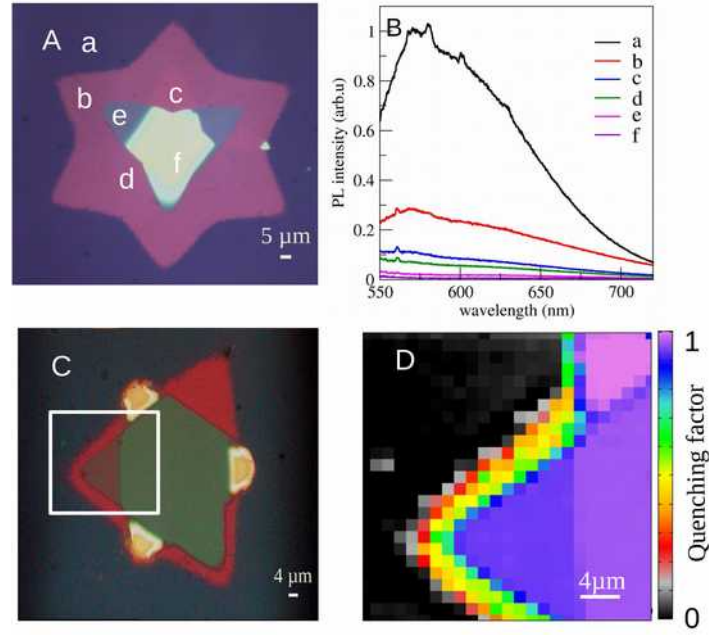 A
a
b
c
e
d
f
5 µm
B
1
0.8
0.6
0.4
0.2
0
PL intensity (arb.u)
a
b
c
d
e
f
550
600
650
700
wavelength (nm)
C
4 µm
D
4µm
1
0
Quenching factor